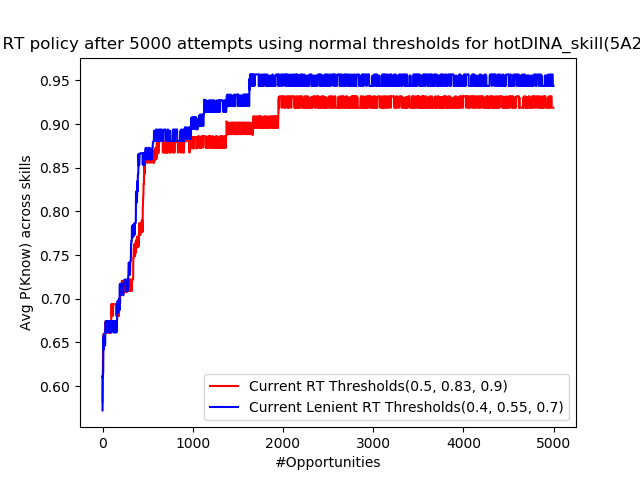 RT policy after 5000 attempts using normal thresholds for hotDINA_skill(5A2
0.95
0.90
0.85
0.80
0.75
0.70
0.65
0.60
Avg P(Know) across skills
Current RT Thresholds(0.5, 0.83, 0.9)
Current Lenient RT Thresholds(0.4, 0.55, 0.7)
0 1000 2000 3000 4000 5000
#Opportunities